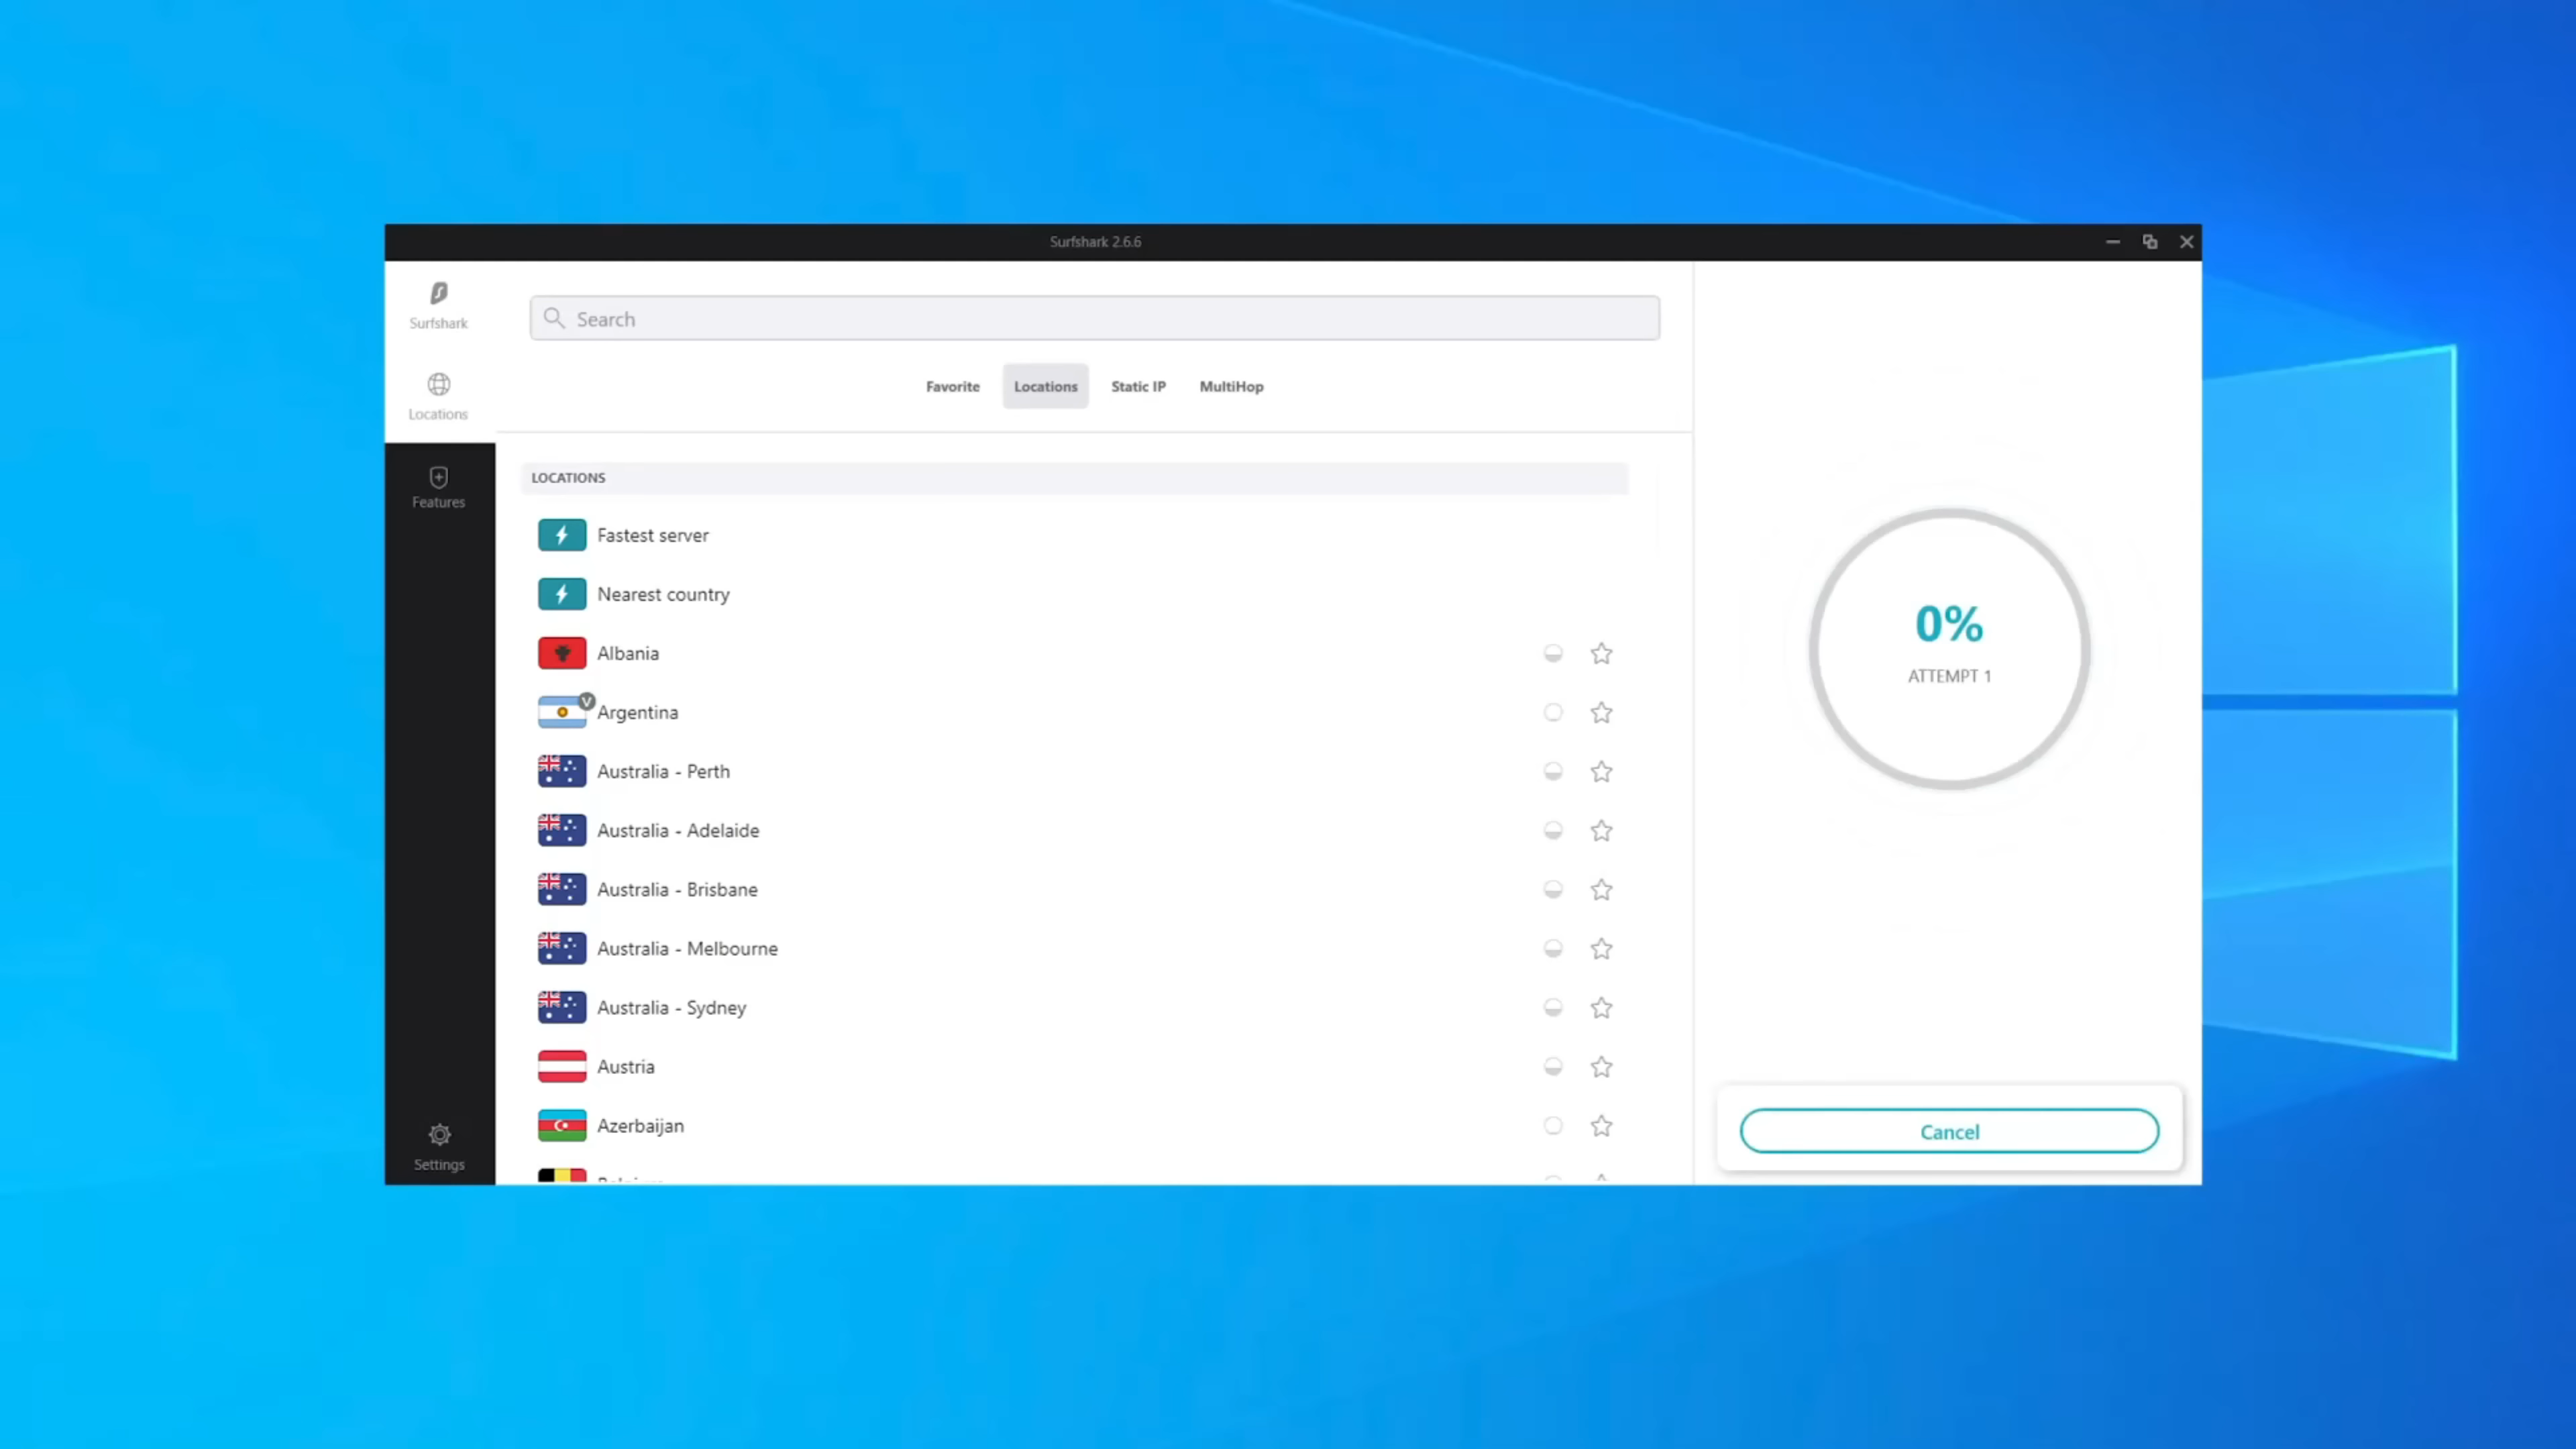 Surfshark 2.6.6
Surfshark
Search
Locations
Favorite Locations Static IP MultiHop
Features
LOCATIONS
Fastest server
Nearest country
Albania
V
Argentina
Australia - Perth
Australia - Adelaide
Australia - Brisbane
Australia - Melbourne
Australia - Sydney
Austria
Azerbaijan
Settings
0%
ATTEMPT 1
Cancel